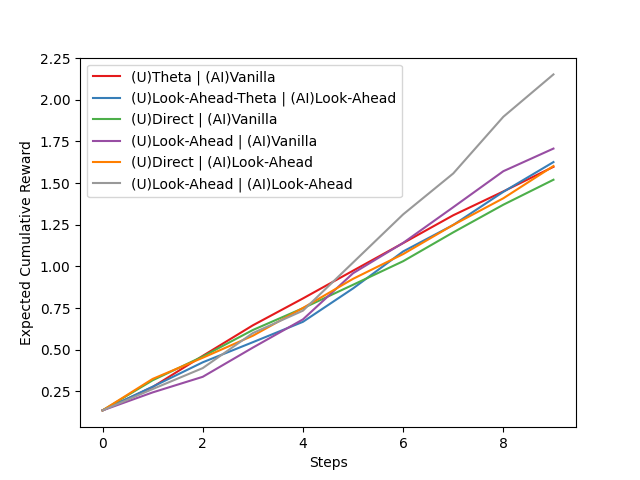 2.25
2.00
1.75
1.50
1.25
1.00
0.75
0.50
0.25
Expected Cumulative Reward
(U)Theta | (AI)Vanilla
(U)Look-Ahead-Theta | (AI)Look-Ahead
(U)Direct | (AI)Vanilla
(U)Look-Ahead | (AI)Vanilla
(U)Direct | (AI)Look-Ahead
(U)Look-Ahead | (AI)Look-Ahead
0 2 4 6 8
Steps